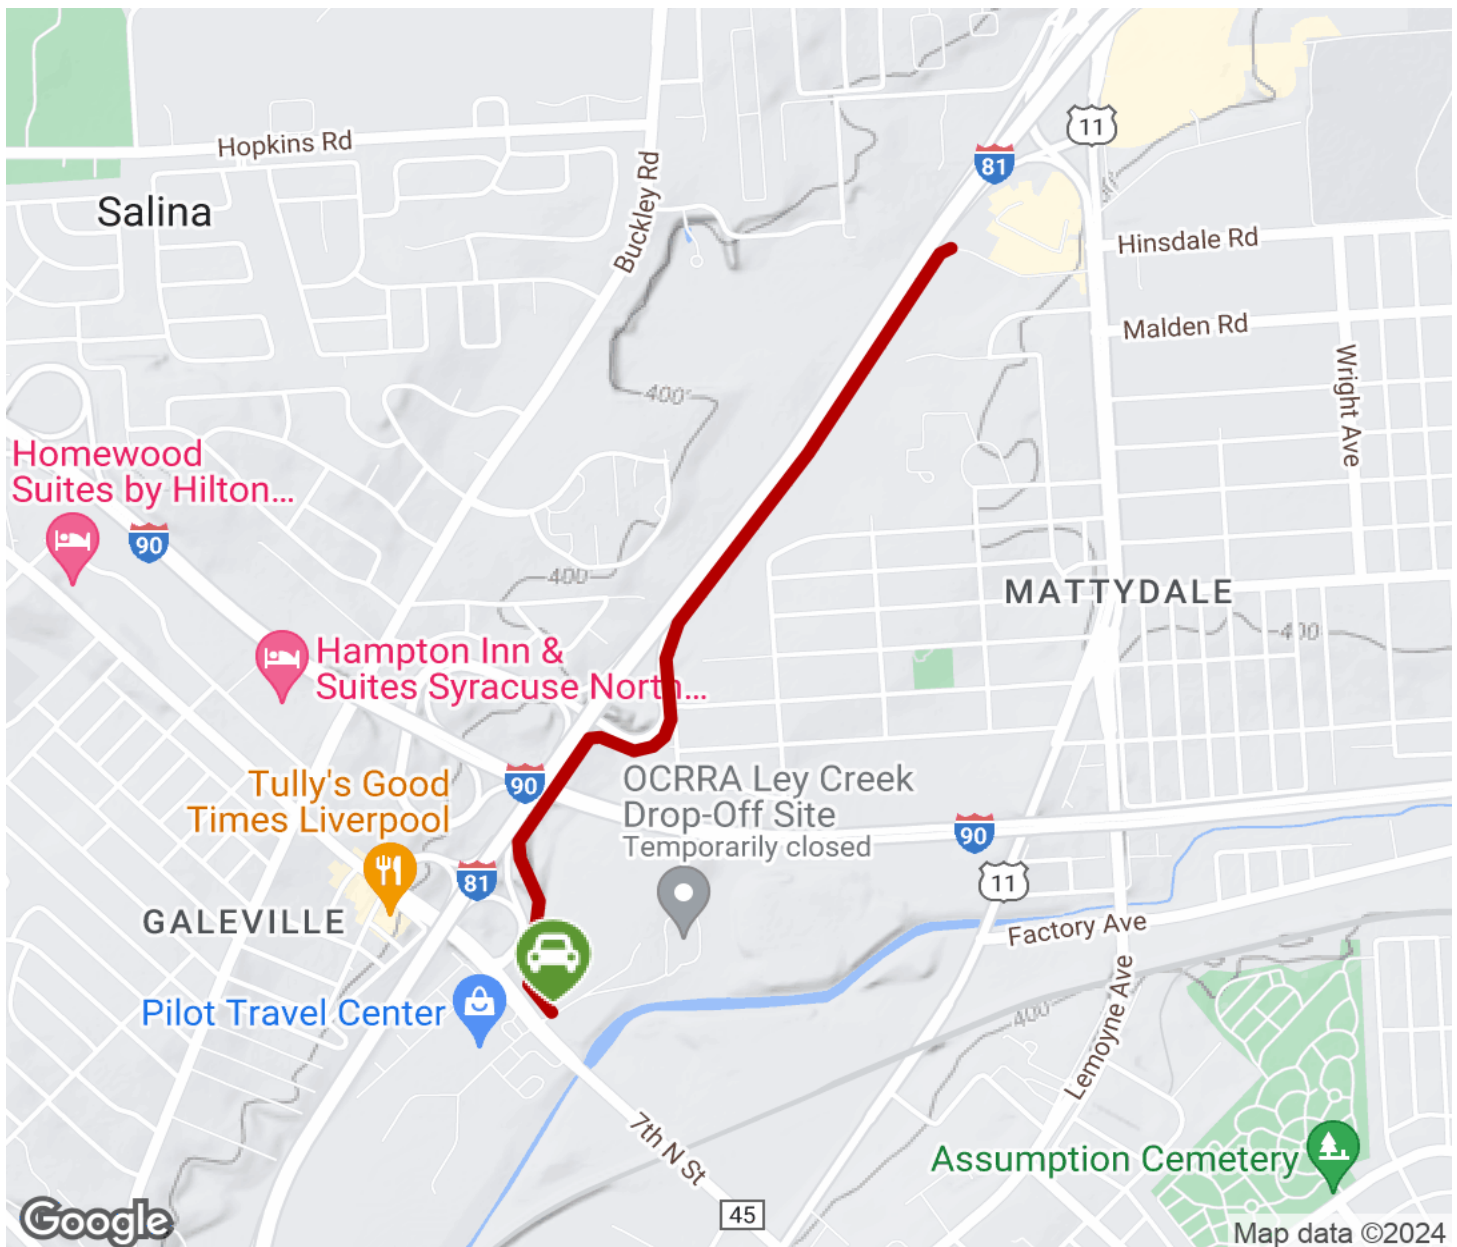 11
81
Hopkins Rd
Salina
Buckley Rd
Hinsdale Rd
Malden Rd
Wright Ave
400'
Homewood
Suites by Hilton...
90
400
MATTYDALE
400
Hampton Inn &
Suites Syracuse North...
Tully's Good
Times Liverpool
90
OCRRA Ley Creek
Drop-Off Site
Temporarily closed
90
81
11
GALEVILLE
Factory Ave
Pilot Travel Center
400
Lemoyne Ave
7th N St
Assumption Cemetery
45
Google
Map data ©2024